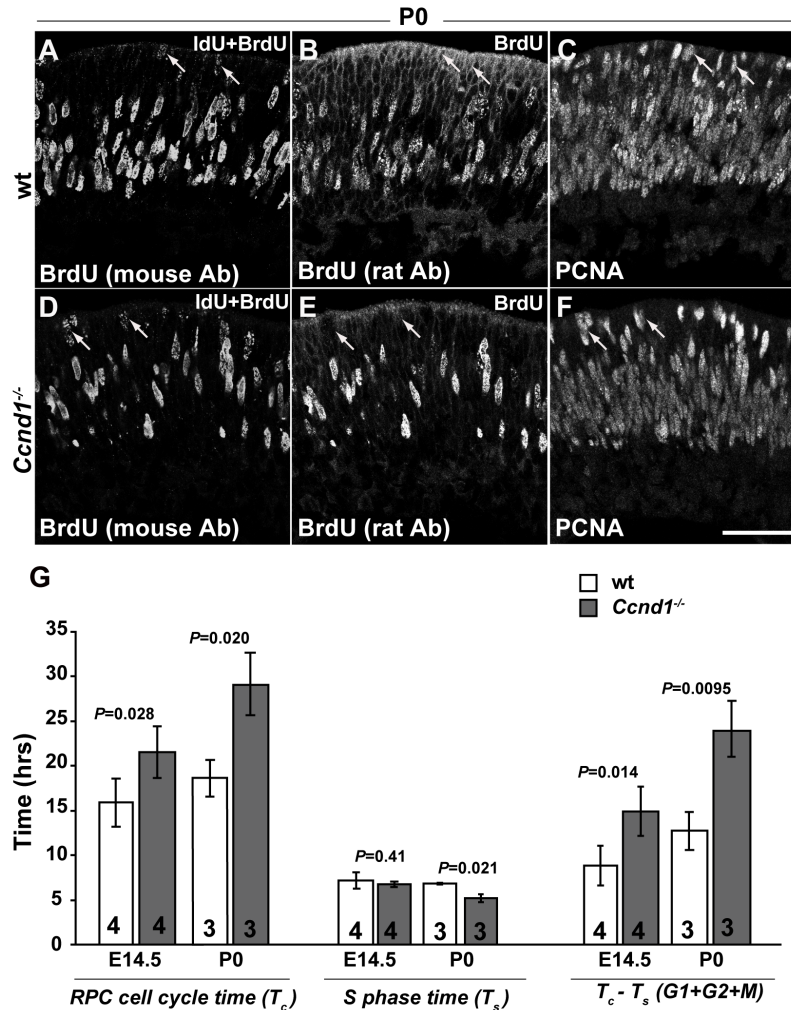 P0
A IdU+BrdU B BrdU C
wt
BrdU (mouse Ab) BrdU (rat Ab) PCNA
D IdU+BrdU E BrdU F
Ccnd1-/-
BrdU (mouse Ab) BrdU (rat Ab) PCNA
G
wt
Ccnd1-/-
35
30
25
20
15
10
5
0
Time (hrs)
P=0.028
P=0.020
P=0.41
P=0.021
P=0.014
P=0.0095
4 4 3 3 4 4 3 3 4 4 3 3
E14.5 P0 E14.5 P0 E14.5 P0
RPC cell cycle time (Tc) S phase time (Ts) Tc - Ts (G1+G2+M)